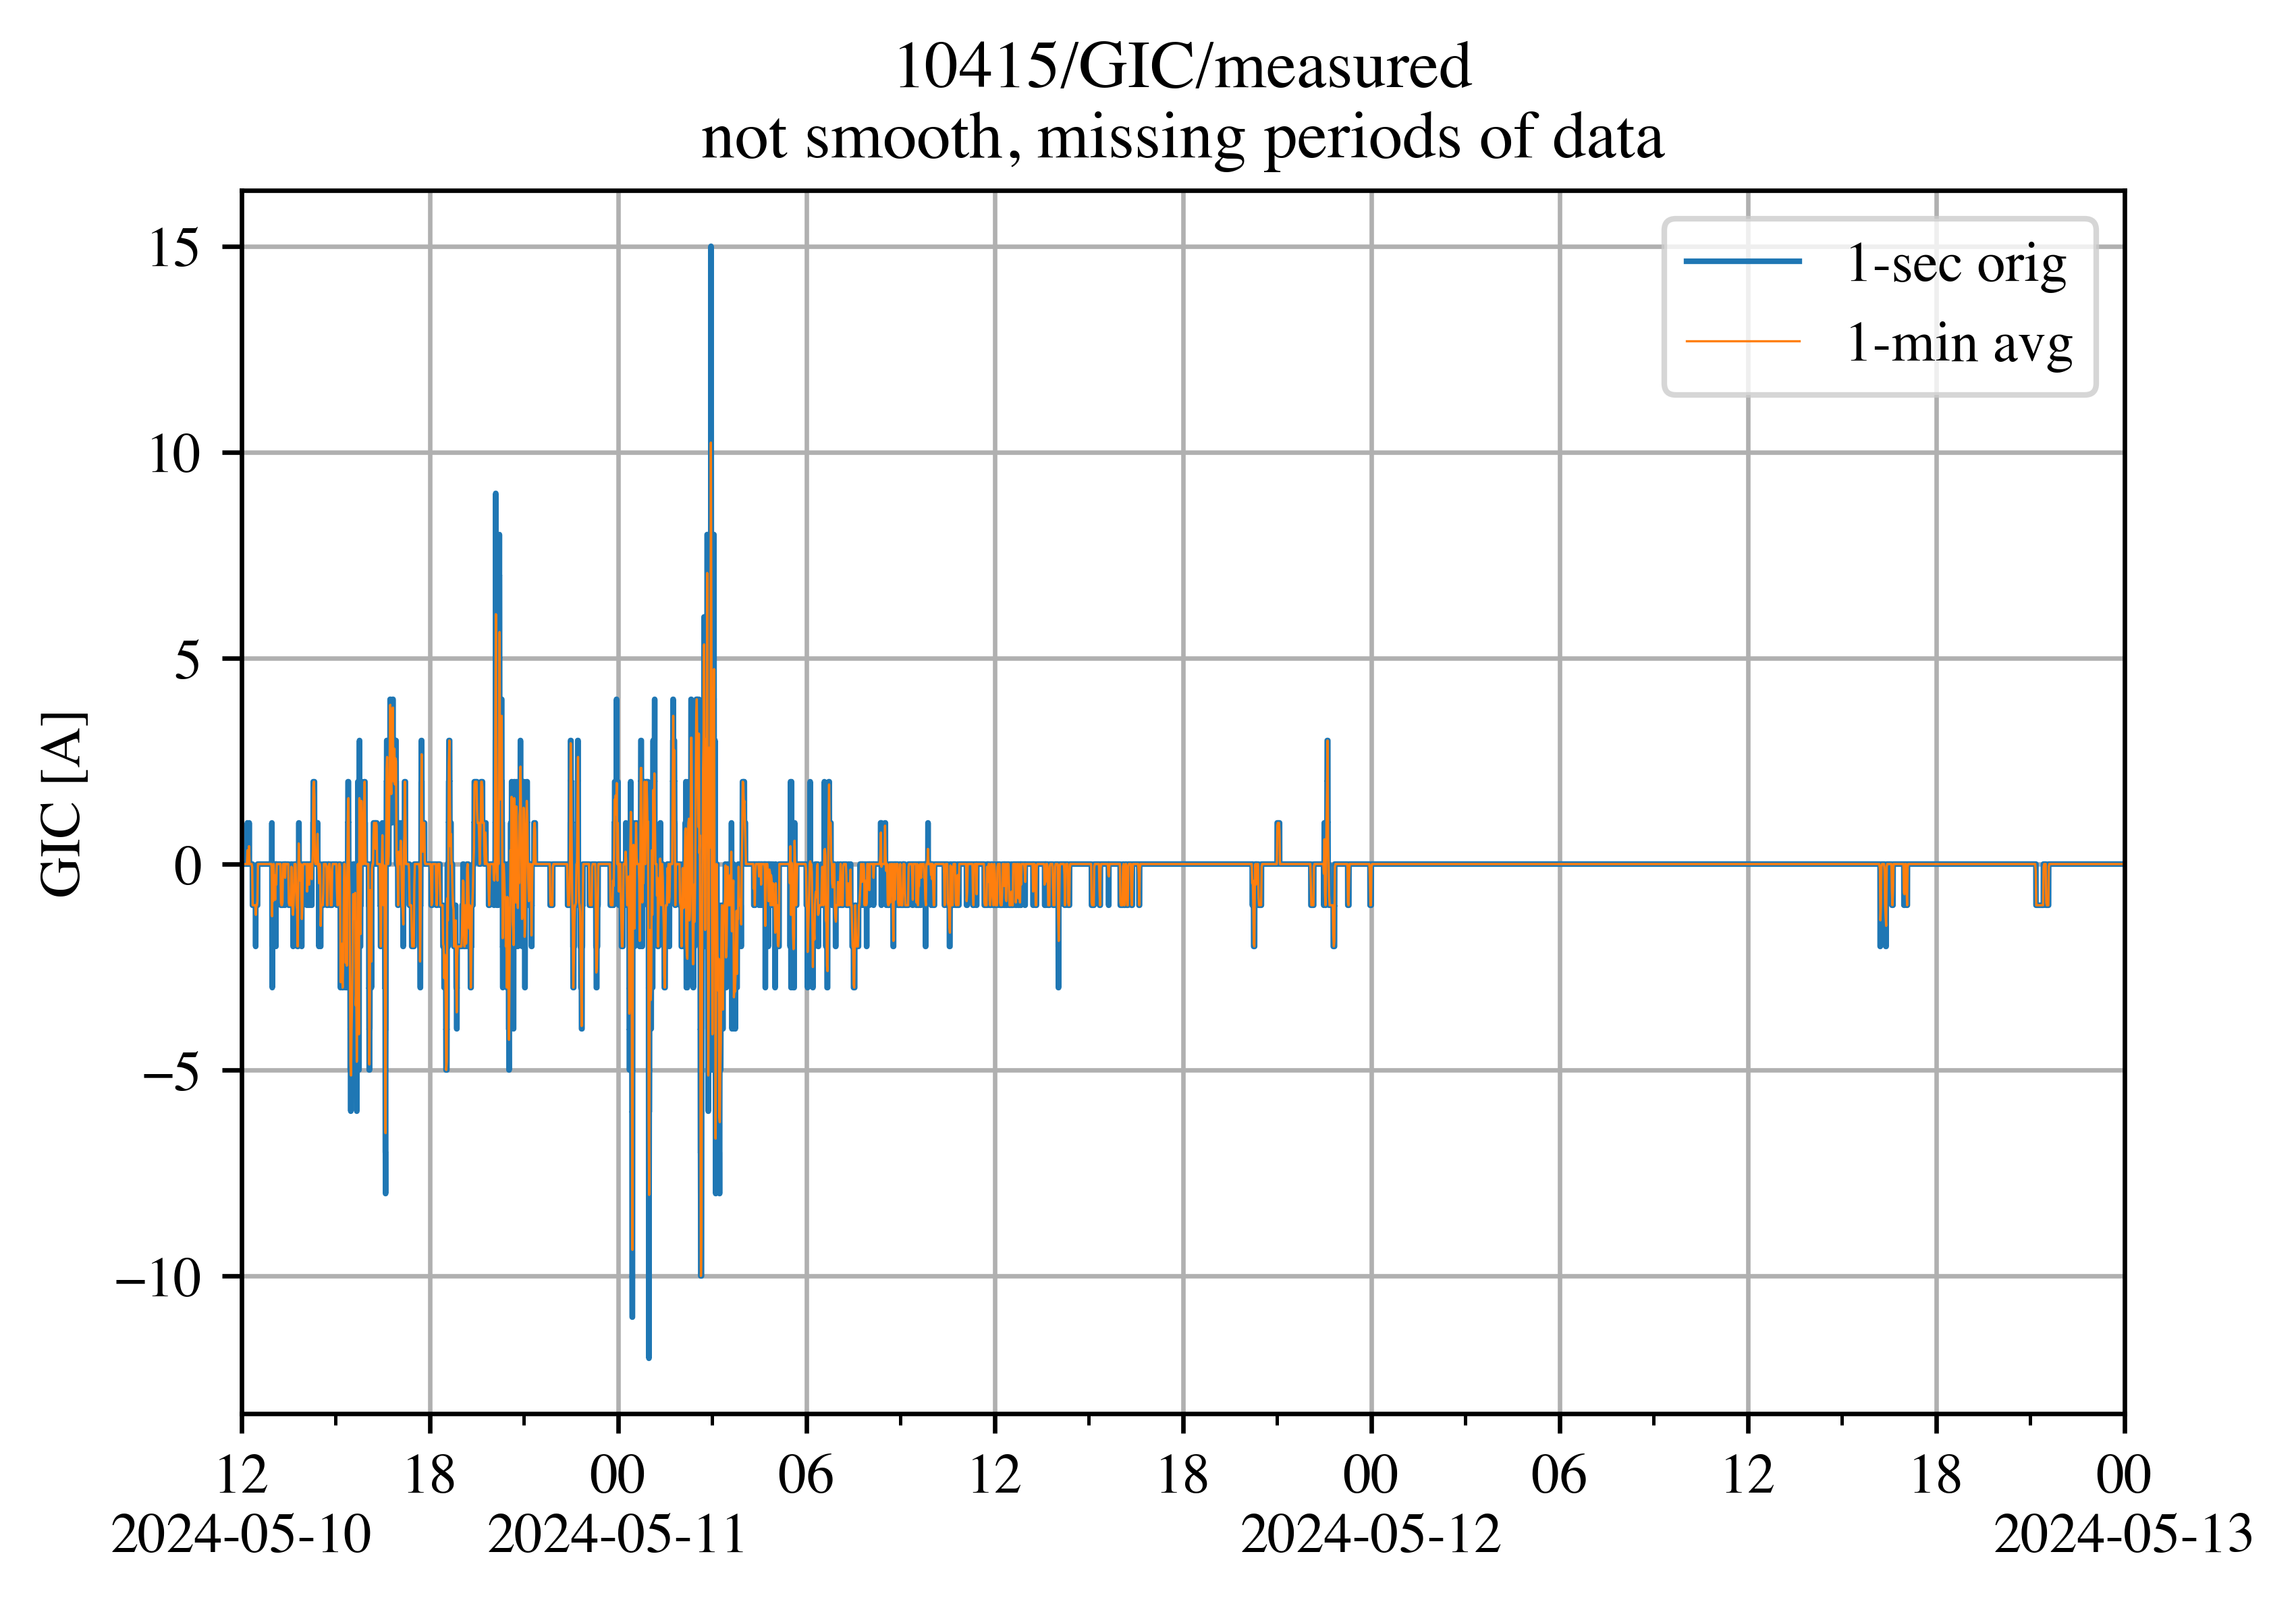 10415//GIC/measured
not smooth, missing periods of data
1-sec orig
1-min avg
15
10
5
0
−5
−10
GIC [A]
12 18 00 06 12 18 00 06 12 18 00
2024-05-10 2024-05-11 2024-05-12 2024-05-13